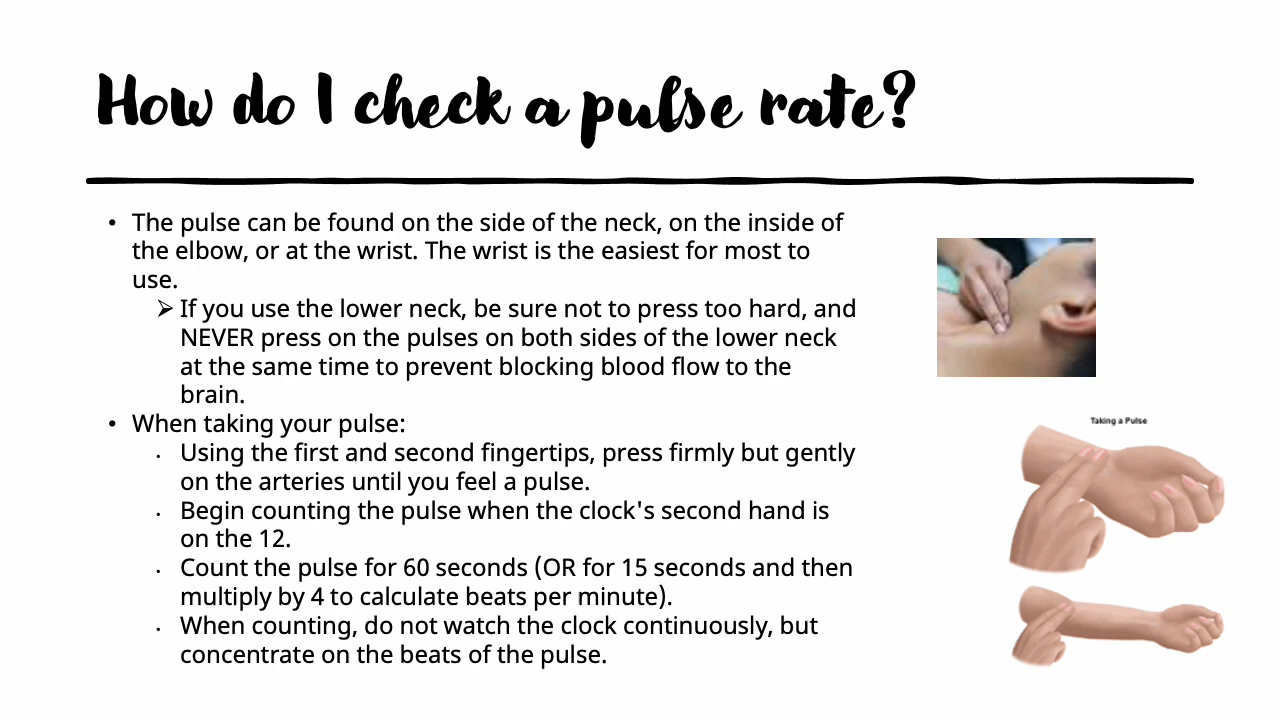 How do I check a pulse rate?
• The pulse can be found on the side of the neck, on the inside of
the elbow, or at the wrist. The wrist is the easiest for most to
use.
➢ If you use the lower neck, be sure not to press too hard, and
NEVER press on the pulses on both sides of the lower neck
at the same time to prevent blocking blood flow to the
brain.
• When taking your pulse:
· Using the first and second fingertips, press firmly but gently
on the arteries until you feel a pulse.
· Begin counting the pulse when the clock's second hand is
on the 12.
· Count the pulse for 60 seconds (OR for 15 seconds and then
multiply by 4 to calculate beats per minute).
· When counting, do not watch the clock continuously, but
concentrate on the beats of the pulse.
Taking a Pulse